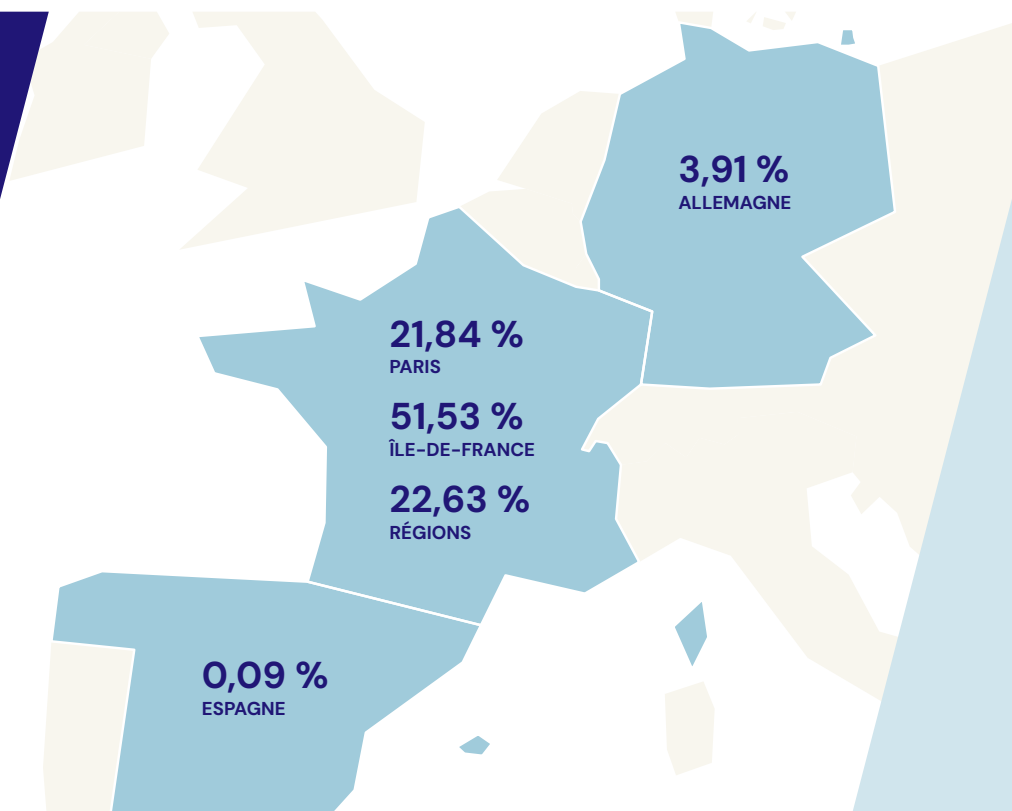 3,91 %
ALLEMAGNE
21,84 %
PARIS
51,53 %
ÎLE-DE-FRANCE
22,63 %
RÉGIONS
0,09 %
ESPAGNE